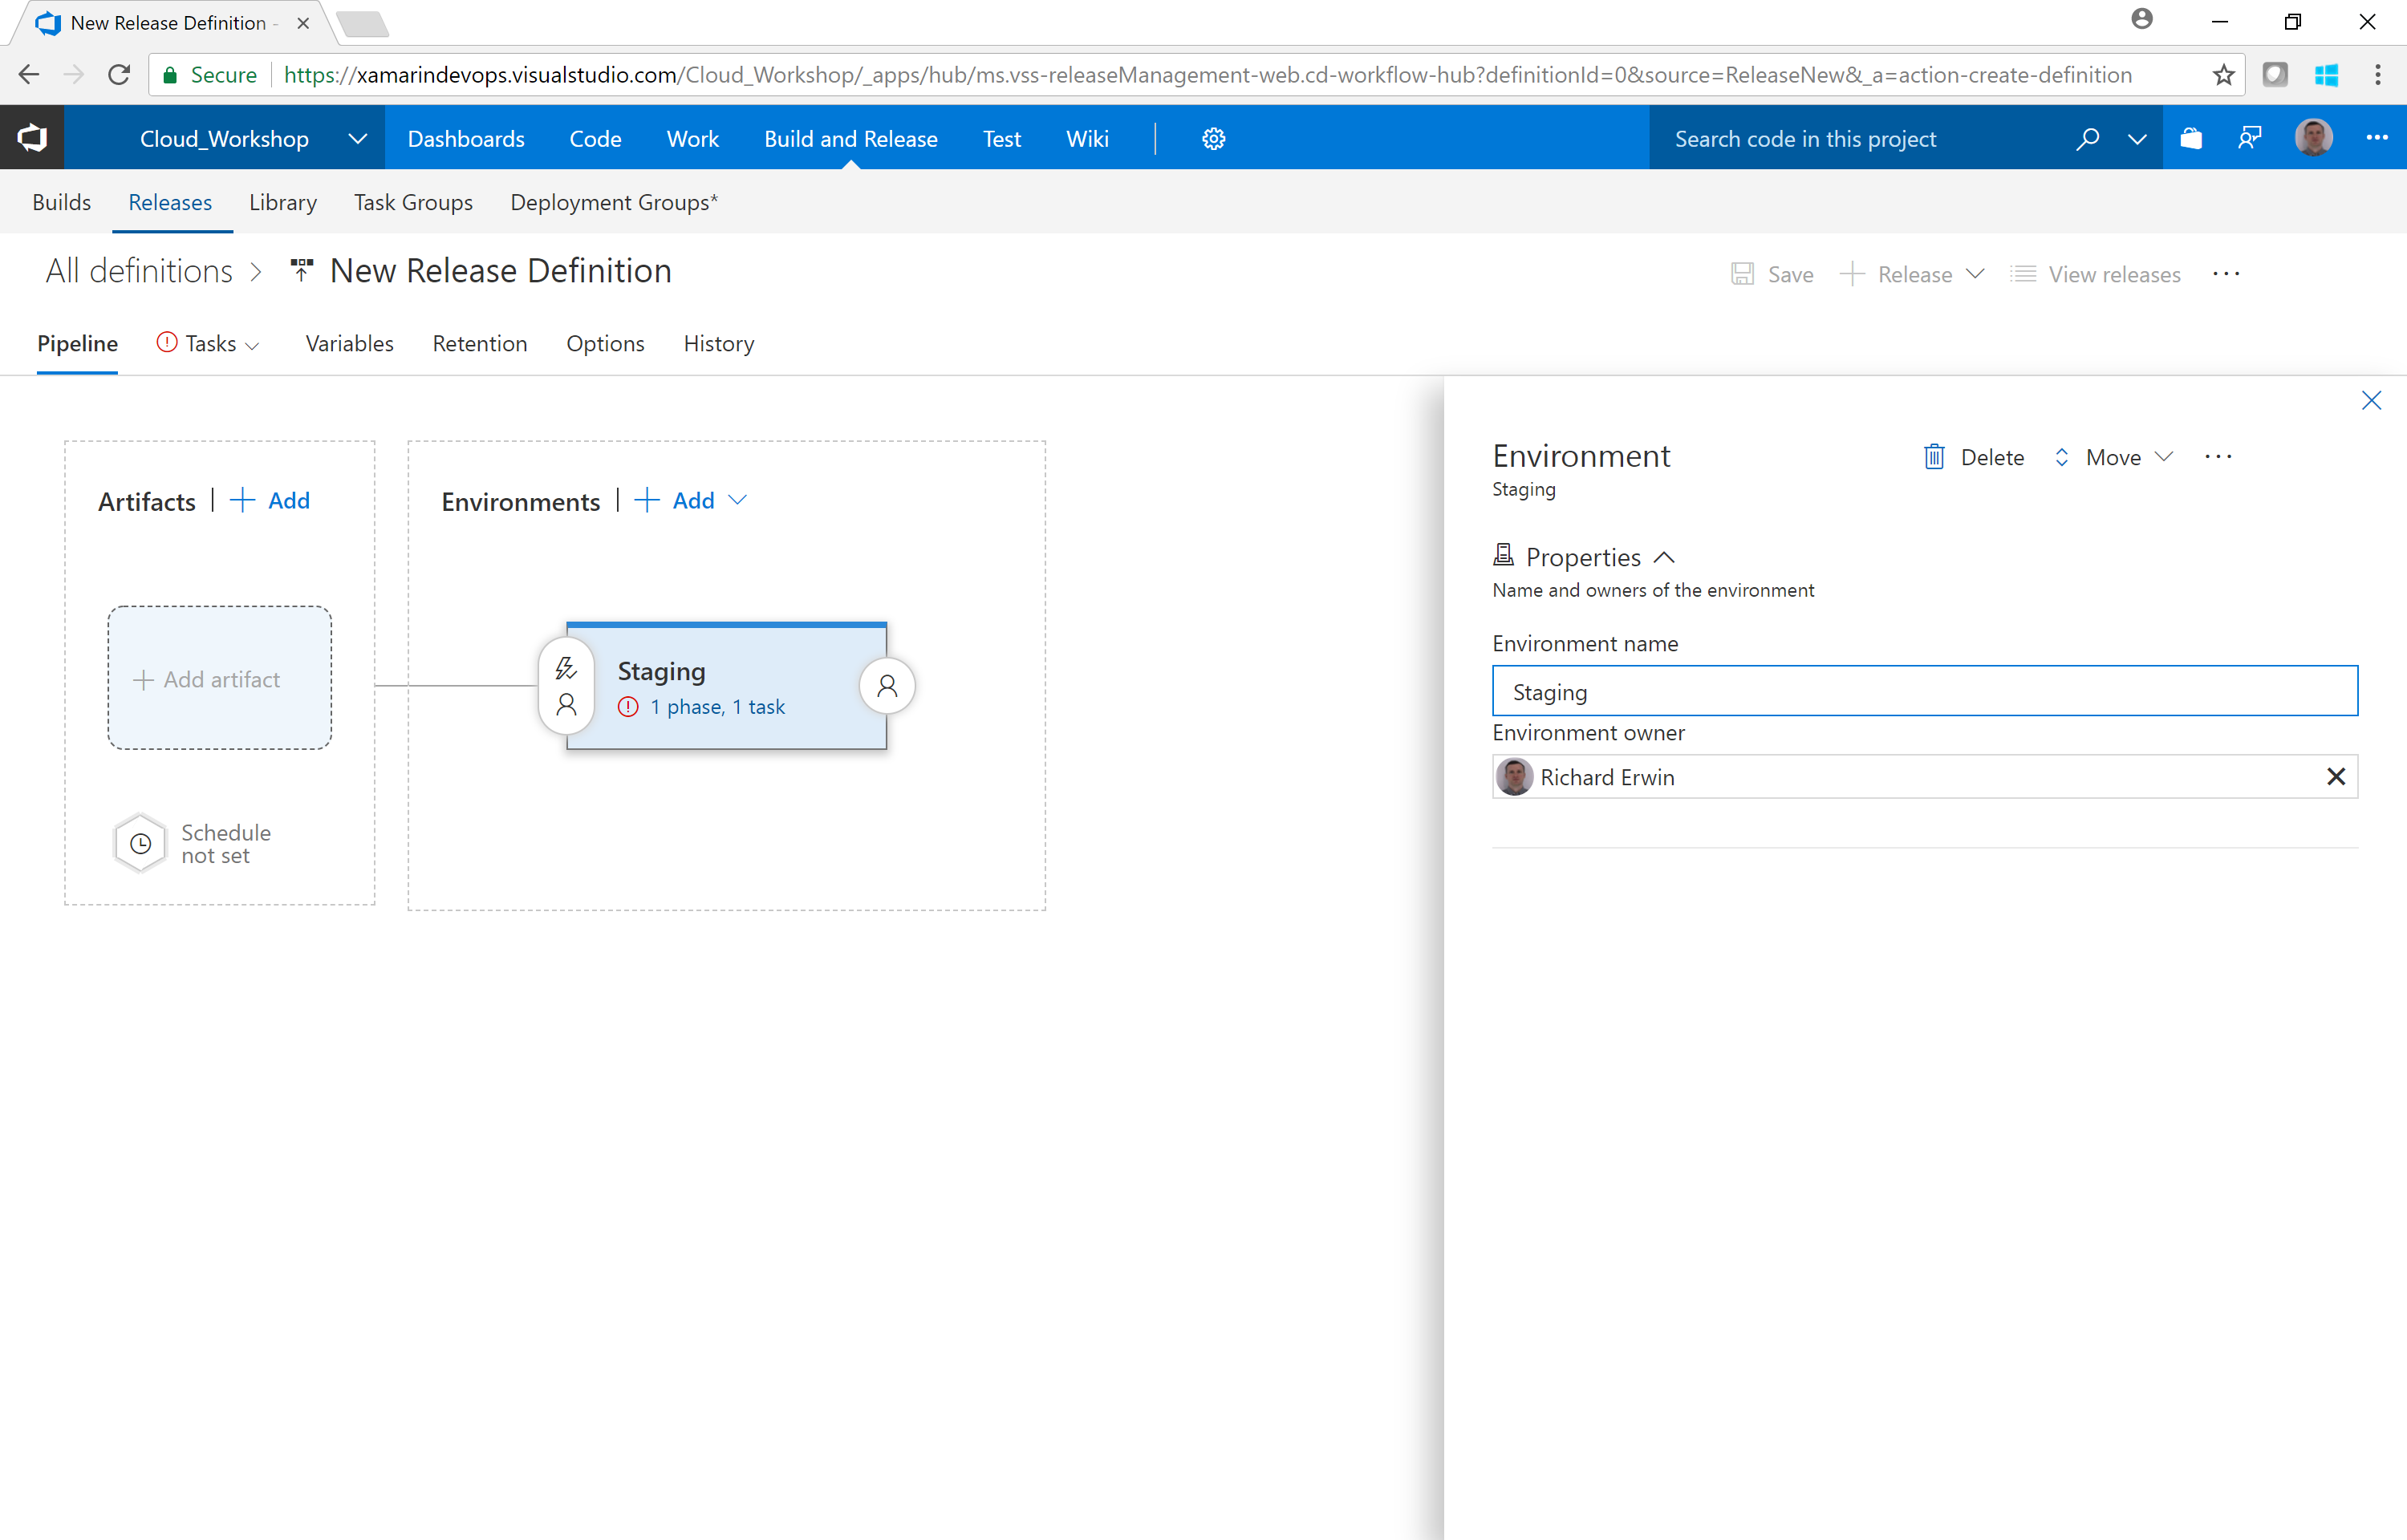 New Release Definition -
Secure https://xamarindevops.visualstudio.com/Cloud_Workshop/_apps/hub/ms.vss-releaseManagement-web.cd-workflow-hub?definitionId=0&source=ReleaseNew&_a=action-create-definition
Cloud_Workshop Dashboards Code Work Build and Release Test Wiki Search code in this project
Builds Releases Library Task Groups Deployment Groups*
All definitions > New Release Definition Save + Release View releases ...
Pipeline Tasks Variables Retention Options History
Environment Delete Move ...
Staging
Artifacts | + Add Environments | + Add
Properties
Name and owners of the environment
Environment name
Staging
Environment owner
Richard Erwin
+ Add artifact
Staging
1 phase, 1 task
Schedule
not set